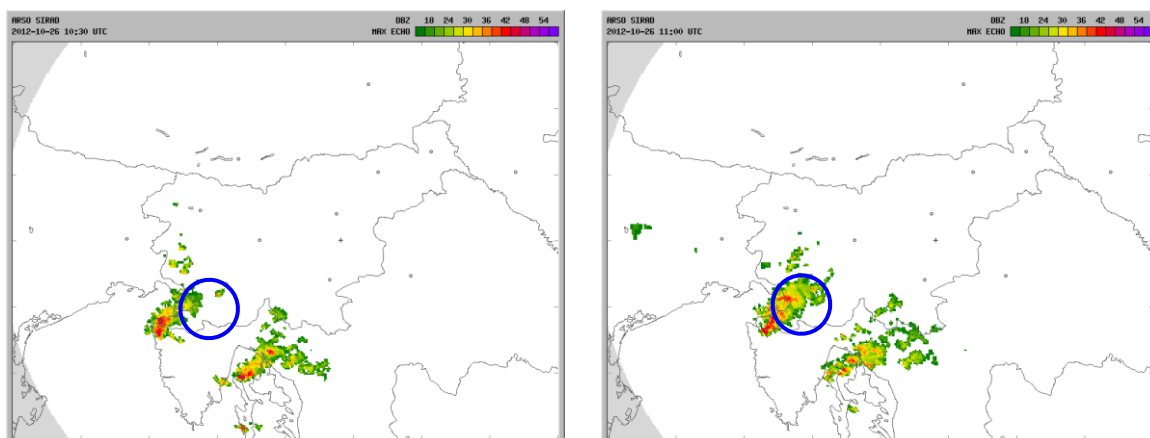 ARSO SIRAD DBZ 18 24 30 36 42 48 54
2012-10-26 10:30 UTC MAX ECHO
ARSO SIRAD DBZ 18 24 30 36 42 48 54
2012-10-26 11:00 UTC MAX ECHO